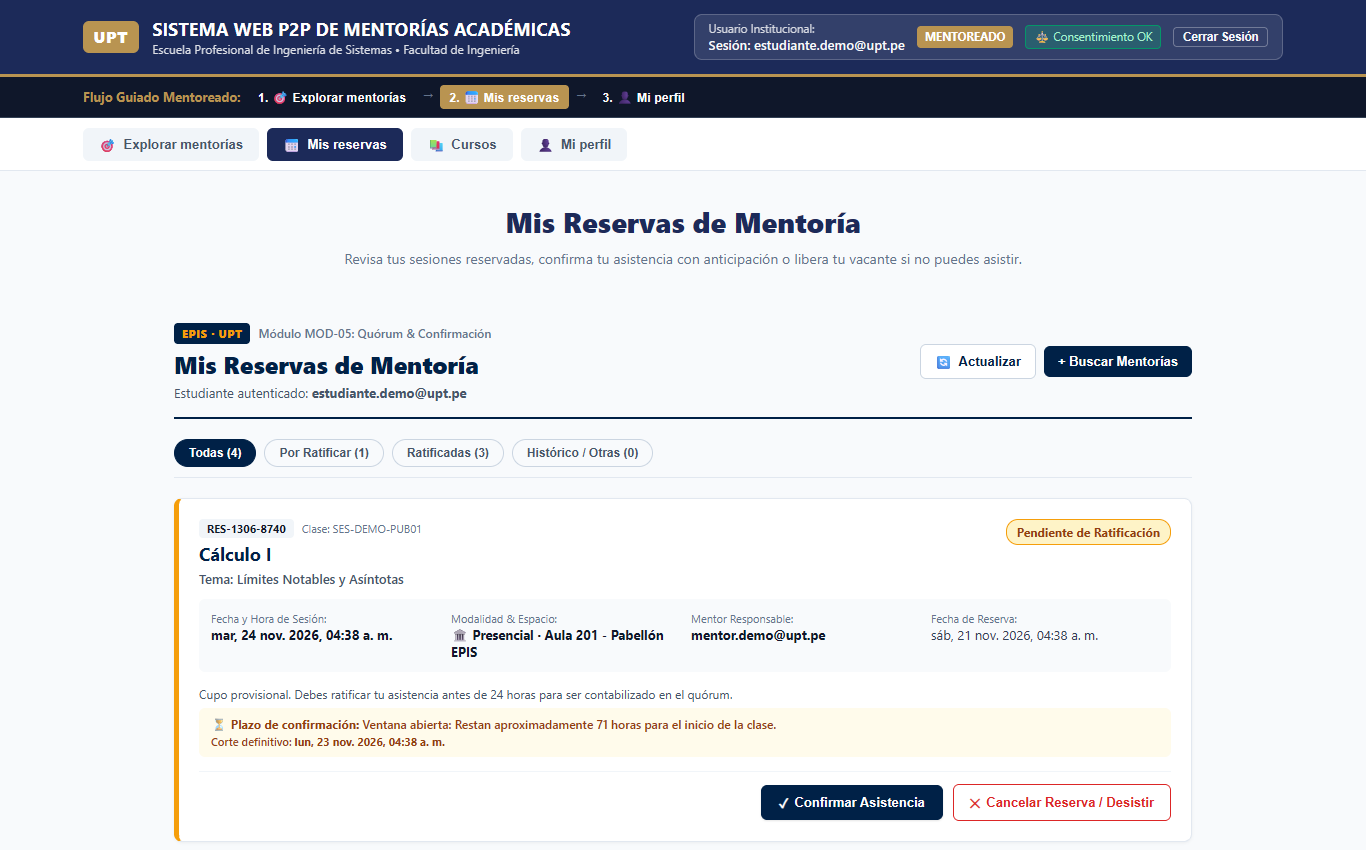 UPT
SISTEMA WEB P2P DE MENTORÍAS ACADÉMICAS
Escuela Profesional de Ingeniería de Sistemas • Facultad de Ingeniería
Usuario Institucional:
Sesión: estudiante.demo@upt.pe
MENTOREADO
Consentimiento OK
Cerrar Sesión
Flujo Guiado Mentoreado: 1. Explorar mentorías → 2. Mis reservas → 3. Mi perfil
Explorar mentorías
Mis reservas
Cursos
Mi perfil
Mis Reservas de Mentoría
Revisa tus sesiones reservadas, confirma tu asistencia con anticipación o libera tu vacante si no puedes asistir.
EPIS · UPT Módulo MOD-05: Quórum & Confirmación
Mis Reservas de Mentoría
Estudiante autenticado: estudiante.demo@upt.pe
Actualizar
+ Buscar Mentorías
Todas (4)
Por Ratificar (1)
Ratificadas (3)
Histórico / Otras (0)
RES-1306-8740 Clase: SES-DEMO-PUB01
Pendiente de Ratificación
Cálculo I
Tema: Límites Notables y Asíntotas
Fecha y Hora de Sesión:
mar, 24 nov. 2026, 04:38 a. m.
Modalidad & Espacio:
Presencial · Aula 201 - Pabellón
EPIS
Mentor Responsable:
mentor.demo@upt.pe
Fecha de Reserva:
sáb, 21 nov. 2026, 04:38 a. m.
Cupo provisional. Debes ratificar tu asistencia antes de 24 horas para ser contabilizado en el quórum.
Plazo de confirmación: Ventana abierta: Restan aproximadamente 71 horas para el inicio de la clase.
Corte definitivo: lun, 23 nov. 2026, 04:38 a. m.
✓ Confirmar Asistencia
✕ Cancelar Reserva / Desistir